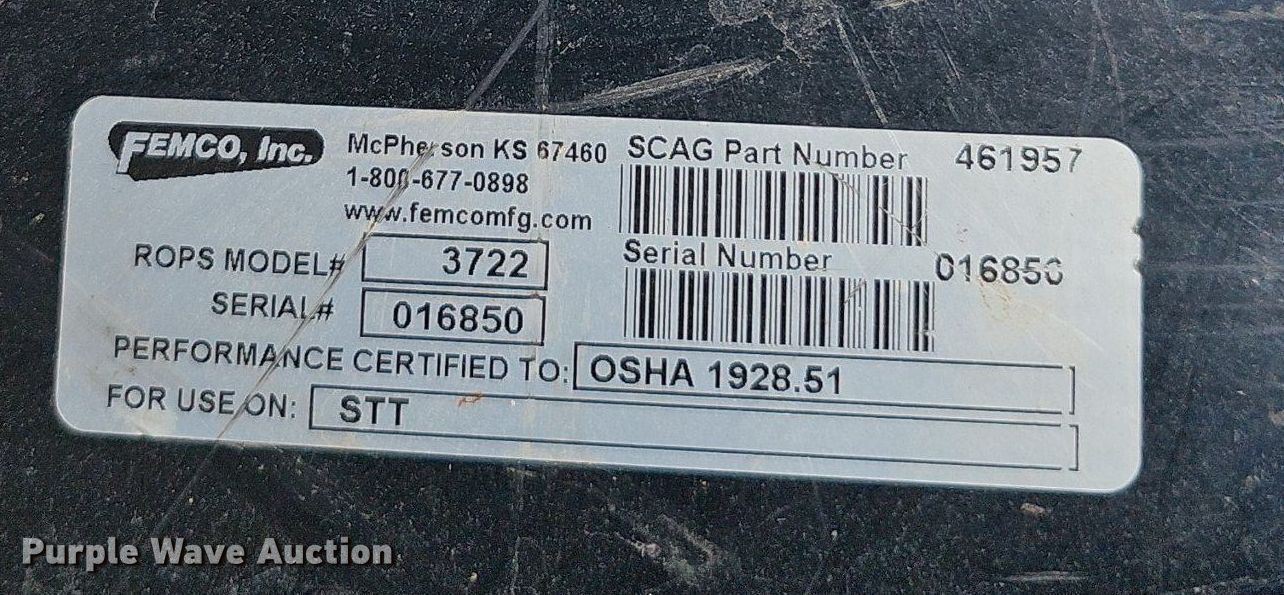 FEMCO, Inc.
McPherson KS 67460
1-800-677-0898
www.femcomfg.com
SCAG Part Number 461957
Serial Number 016850
ROPS MODEL# 3722
SERIAL# 016850
PERFORMANCE CERTIFIED TO: OSHA 1928.51
FOR USE ON: STT
Purple Wave Auction